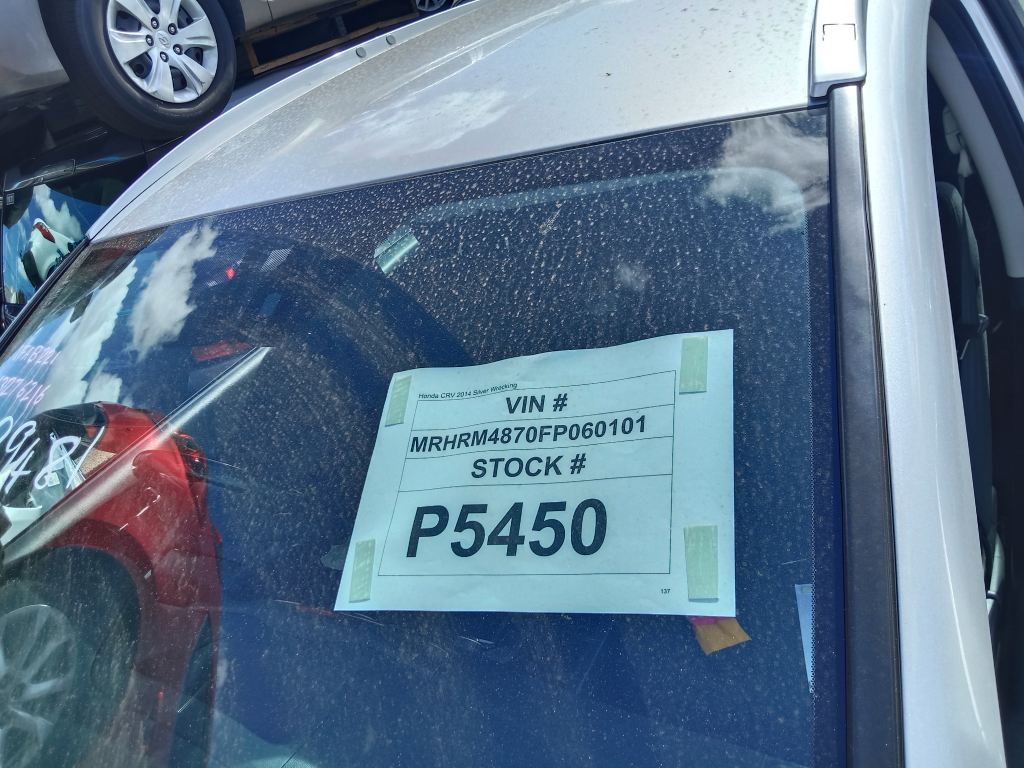 Honda CRV 2014 Silver Wrecking
VIN #
MRHRM4870FP060101
STOCK #
P5450
137